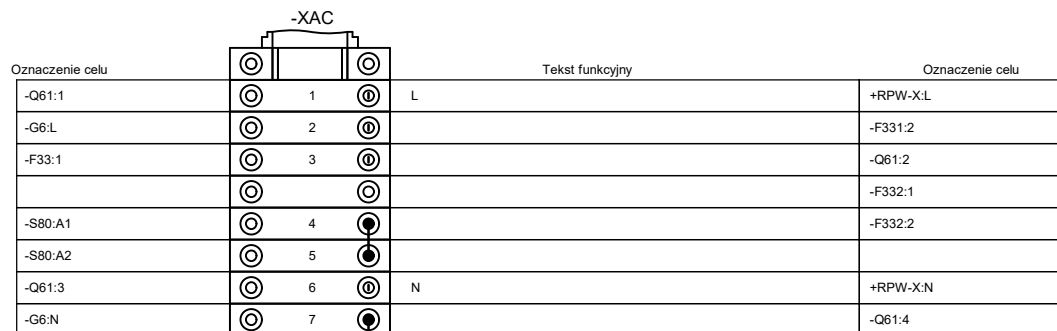 -XAC
Oznaczenie celu Tekst funkcyjny Oznaczenie celu
-Q61:1 1 L +RPW-X:L
-G6:L 2 -F331:2
-F33:1 3 -Q61:2
-F332:1
-S80:A1 4 -F332:2
-S80:A2 5
-Q61:3 6 N +RPW-X:N
-G6:N 7 -Q61:4